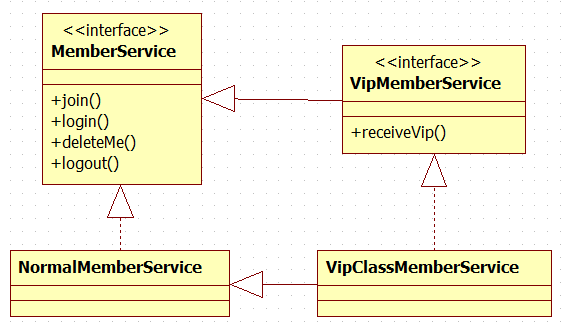 <<interface>>
MemberService
+join()
+login()
+deleteMe()
+logout()
<<interface>>
VipMemberService
+receiveVip()
NormalMemberService
VipClassMemberService